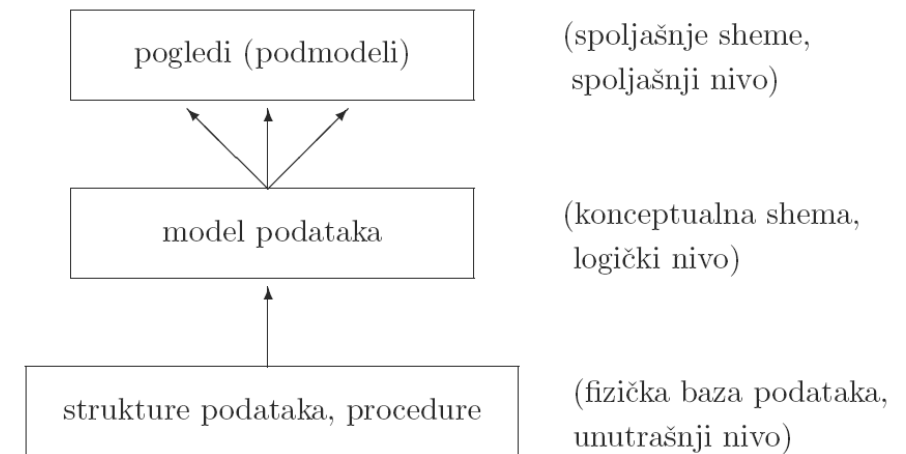 pogledi (podmodeli)
(spoljašnje sheme,
spoljašnji nivo)
model podataka
(konceptualna shema,
logički nivo)
strukture podataka, procedure
(fizička baza podataka,
unutrašnji nivo)